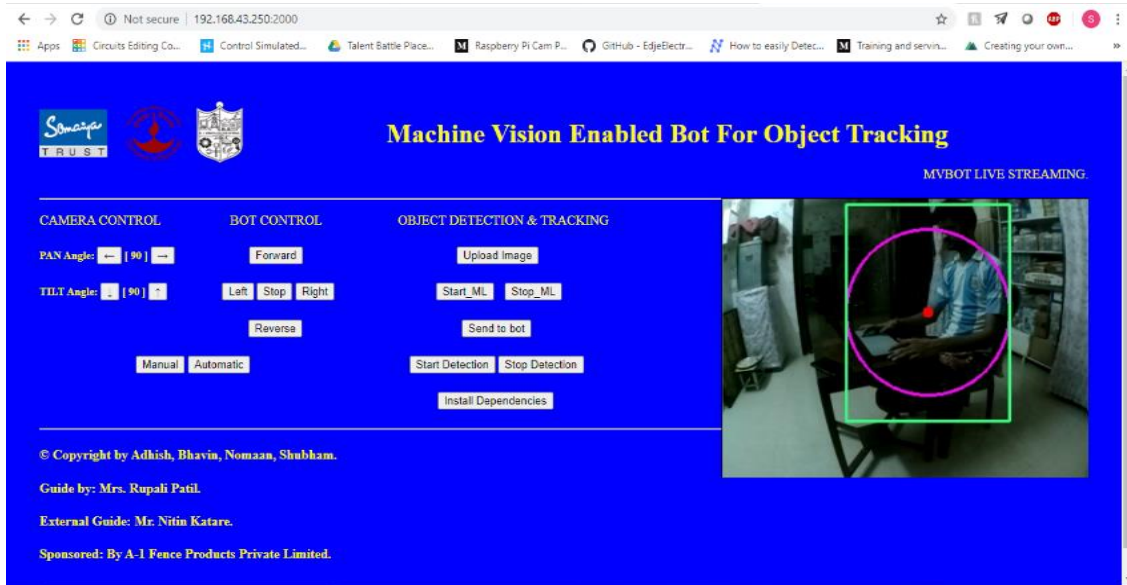 Not secure | 192.168.43.250:2000
Apps Circuits Editing Co... Control Simulated... Talent Battle Place... Raspberry Pi Cam P... GitHub - EdjeElectr... How to easily Detec... Training and servin... Creating your own... »
Somaiya
TRUST
Machine Vision Enabled Bot For Object Tracking
MVBOT LIVE STREAMING.
CAMERA CONTROL BOT CONTROL OBJECT DETECTION & TRACKING
PAN Angle: ← [ 90 ] → Forward Upload Image
TILT Angle: ↓ [ 90 ] ↑ Left Stop Right Start_ML Stop_ML
Reverse Send to bot
Manual Automatic Start Detection Stop Detection
Install Dependencies
© Copyright by Adhish, Bhavin, Nomaan, Shubham.
Guide by: Mrs. Rupali Patil.
External Guide: Mr. Nitin Katare.
Sponsored: By A-1 Fence Products Private Limited.